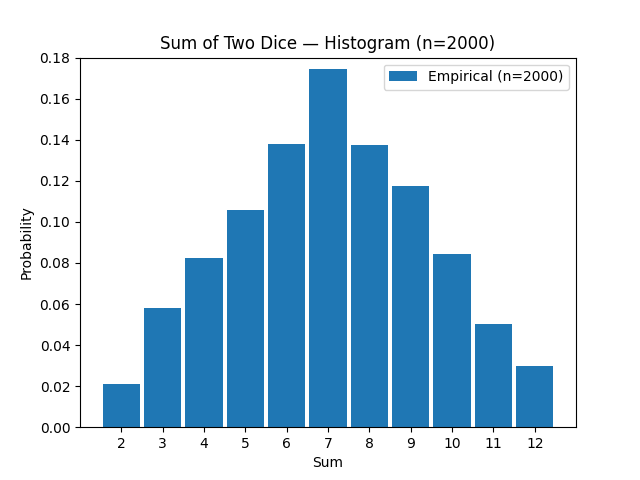 Sum of Two Dice — Histogram (n=2000)
Empirical (n=2000)
0.18
0.16
0.14
0.12
0.10
0.08
0.06
0.04
0.02
0.00
Probability
2 3 4 5 6 7 8 9 10 11 12
Sum